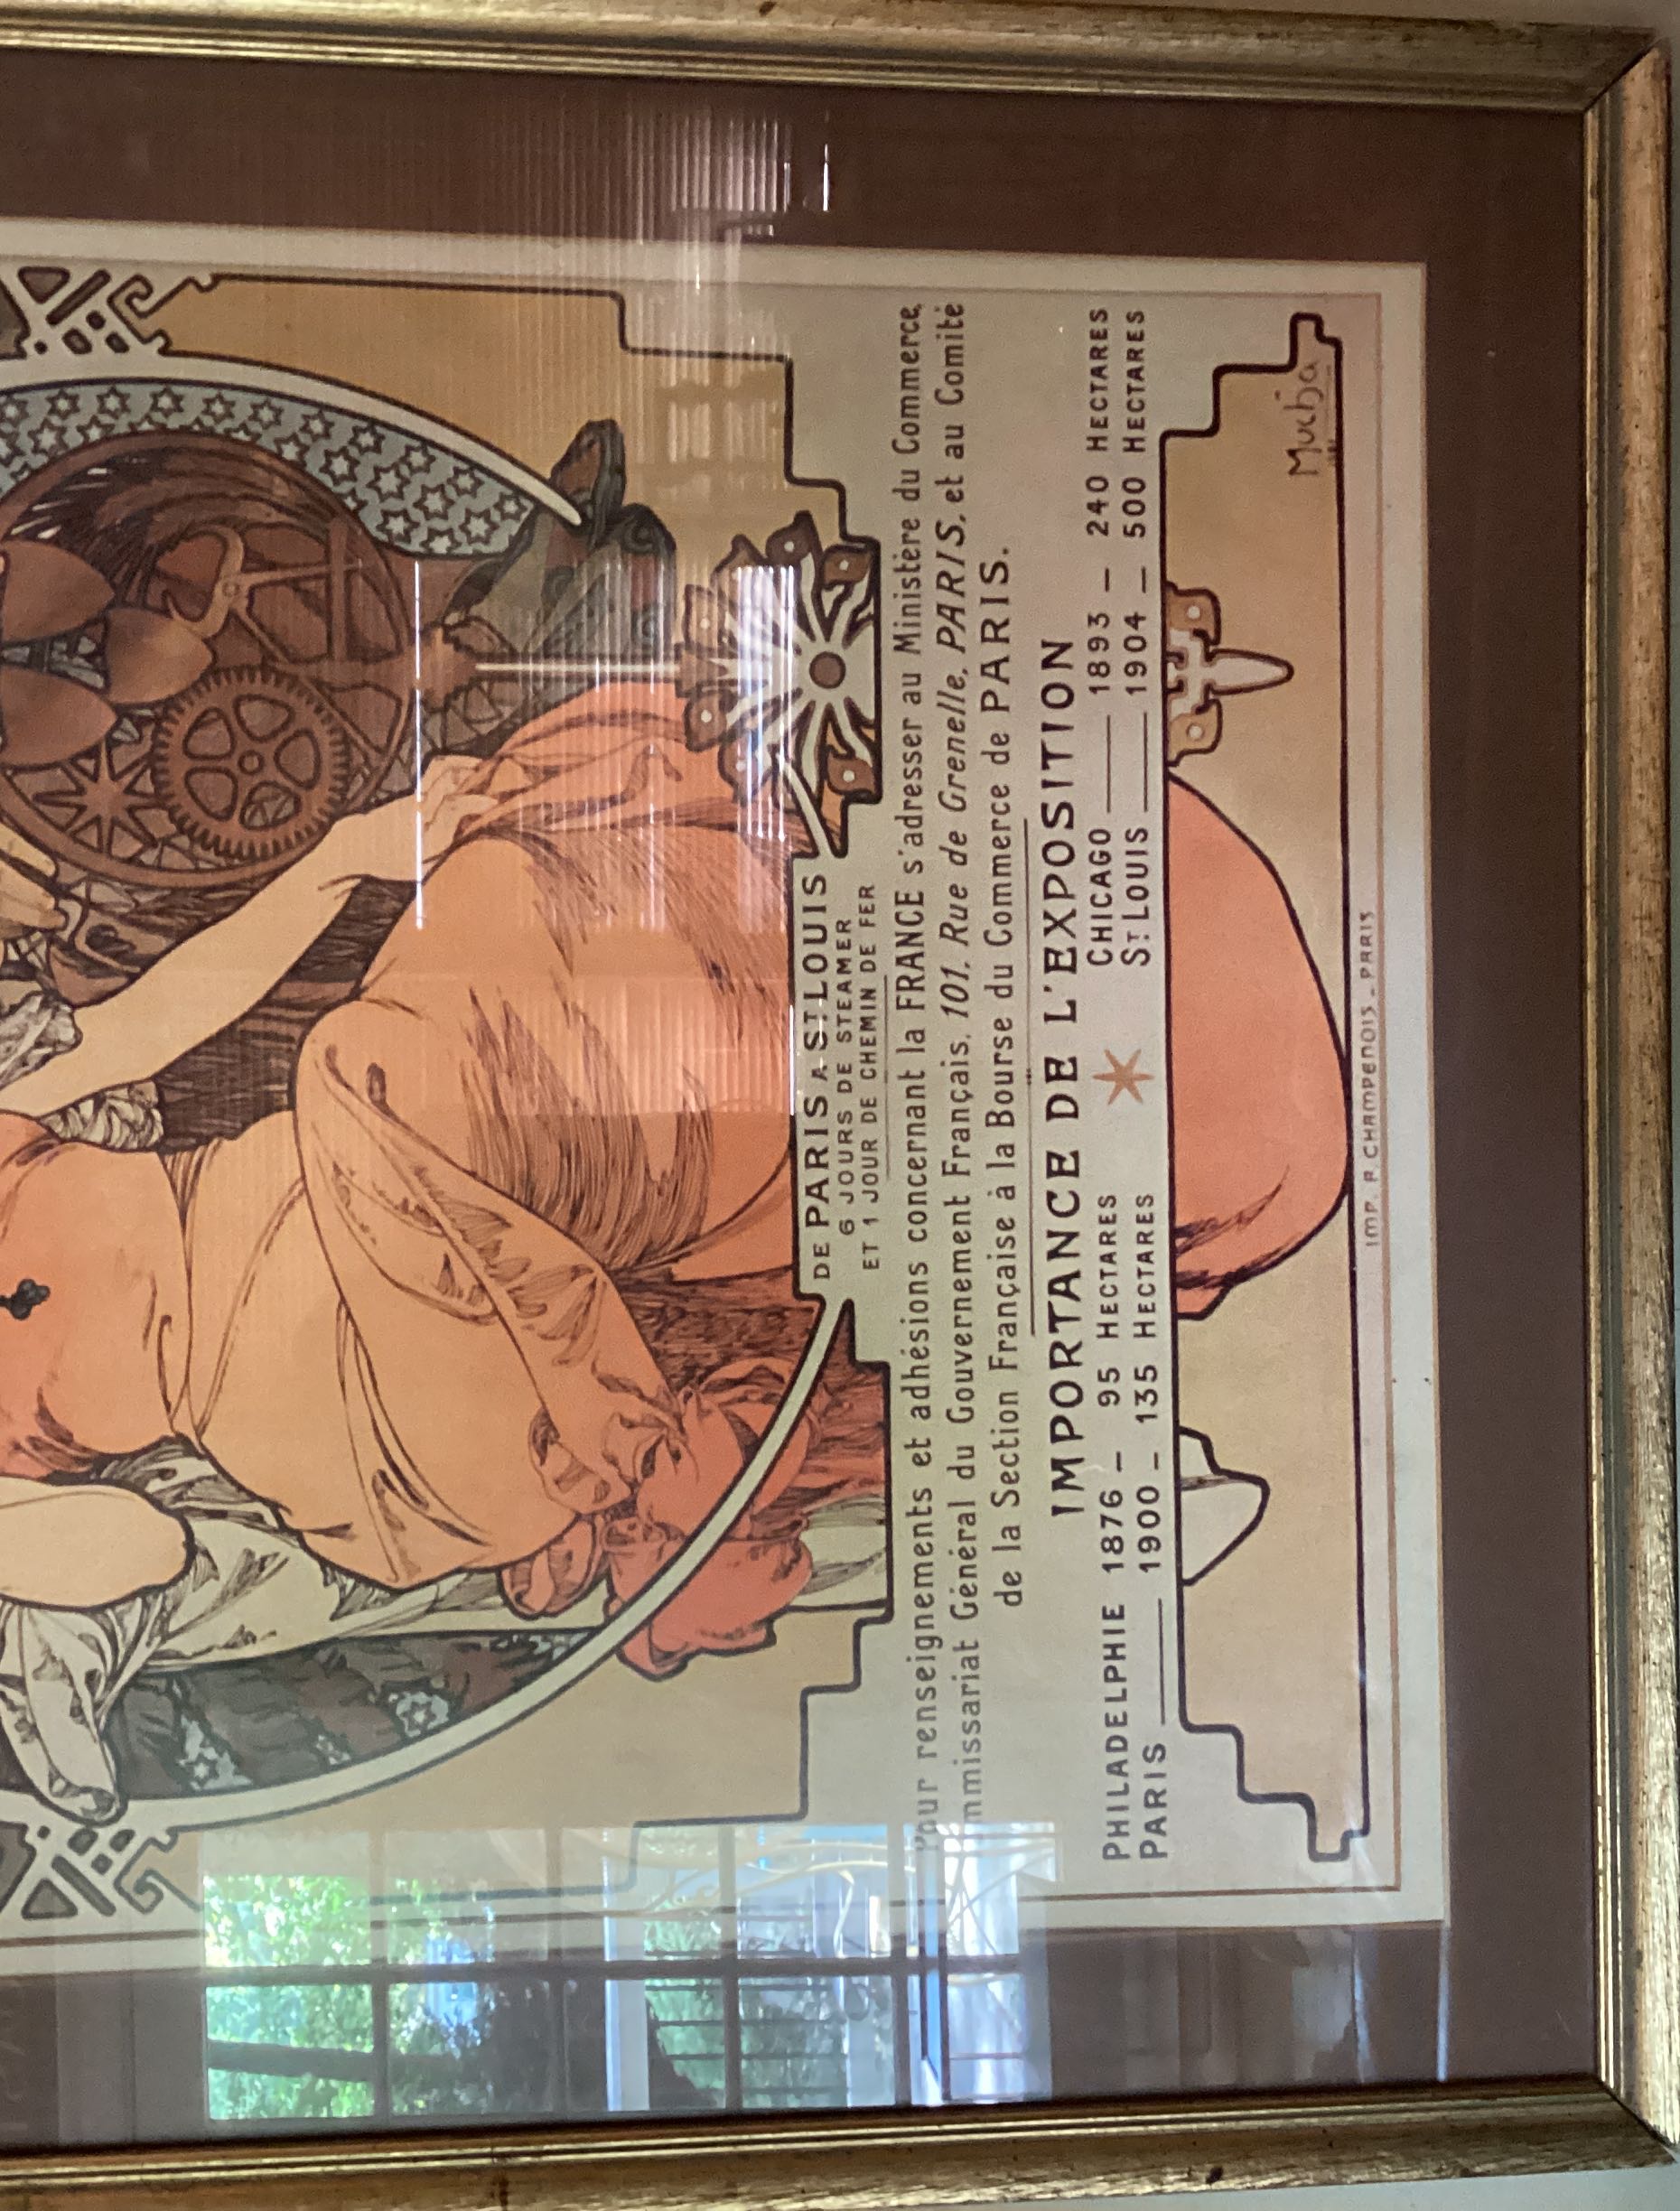 DE PARIS A ST LOUIS
6 JOURS DE STEAMER
ET 1 JOUR DE CHEMIN DE FER
Pour renseignements et adhésions concernant la FRANCE s'adresser au Ministère du Commerce,
mmissariat Général du Gouvernement Français, 101, Rue de Grenelle, PARIS, et au Comité
de la Section Française à la Bourse du Commerce de PARIS.
IMPORTANCE DE L'EXPOSITION
PHILADELPHIE 1876 — 95 HECTARES CHICAGO 1893 — 240 HECTARES
PARIS 1900 — 135 HECTARES ST LOUIS 1904 — 500 HECTARES
Mucha
IMP. F. CHAMPENOIS _ PARIS